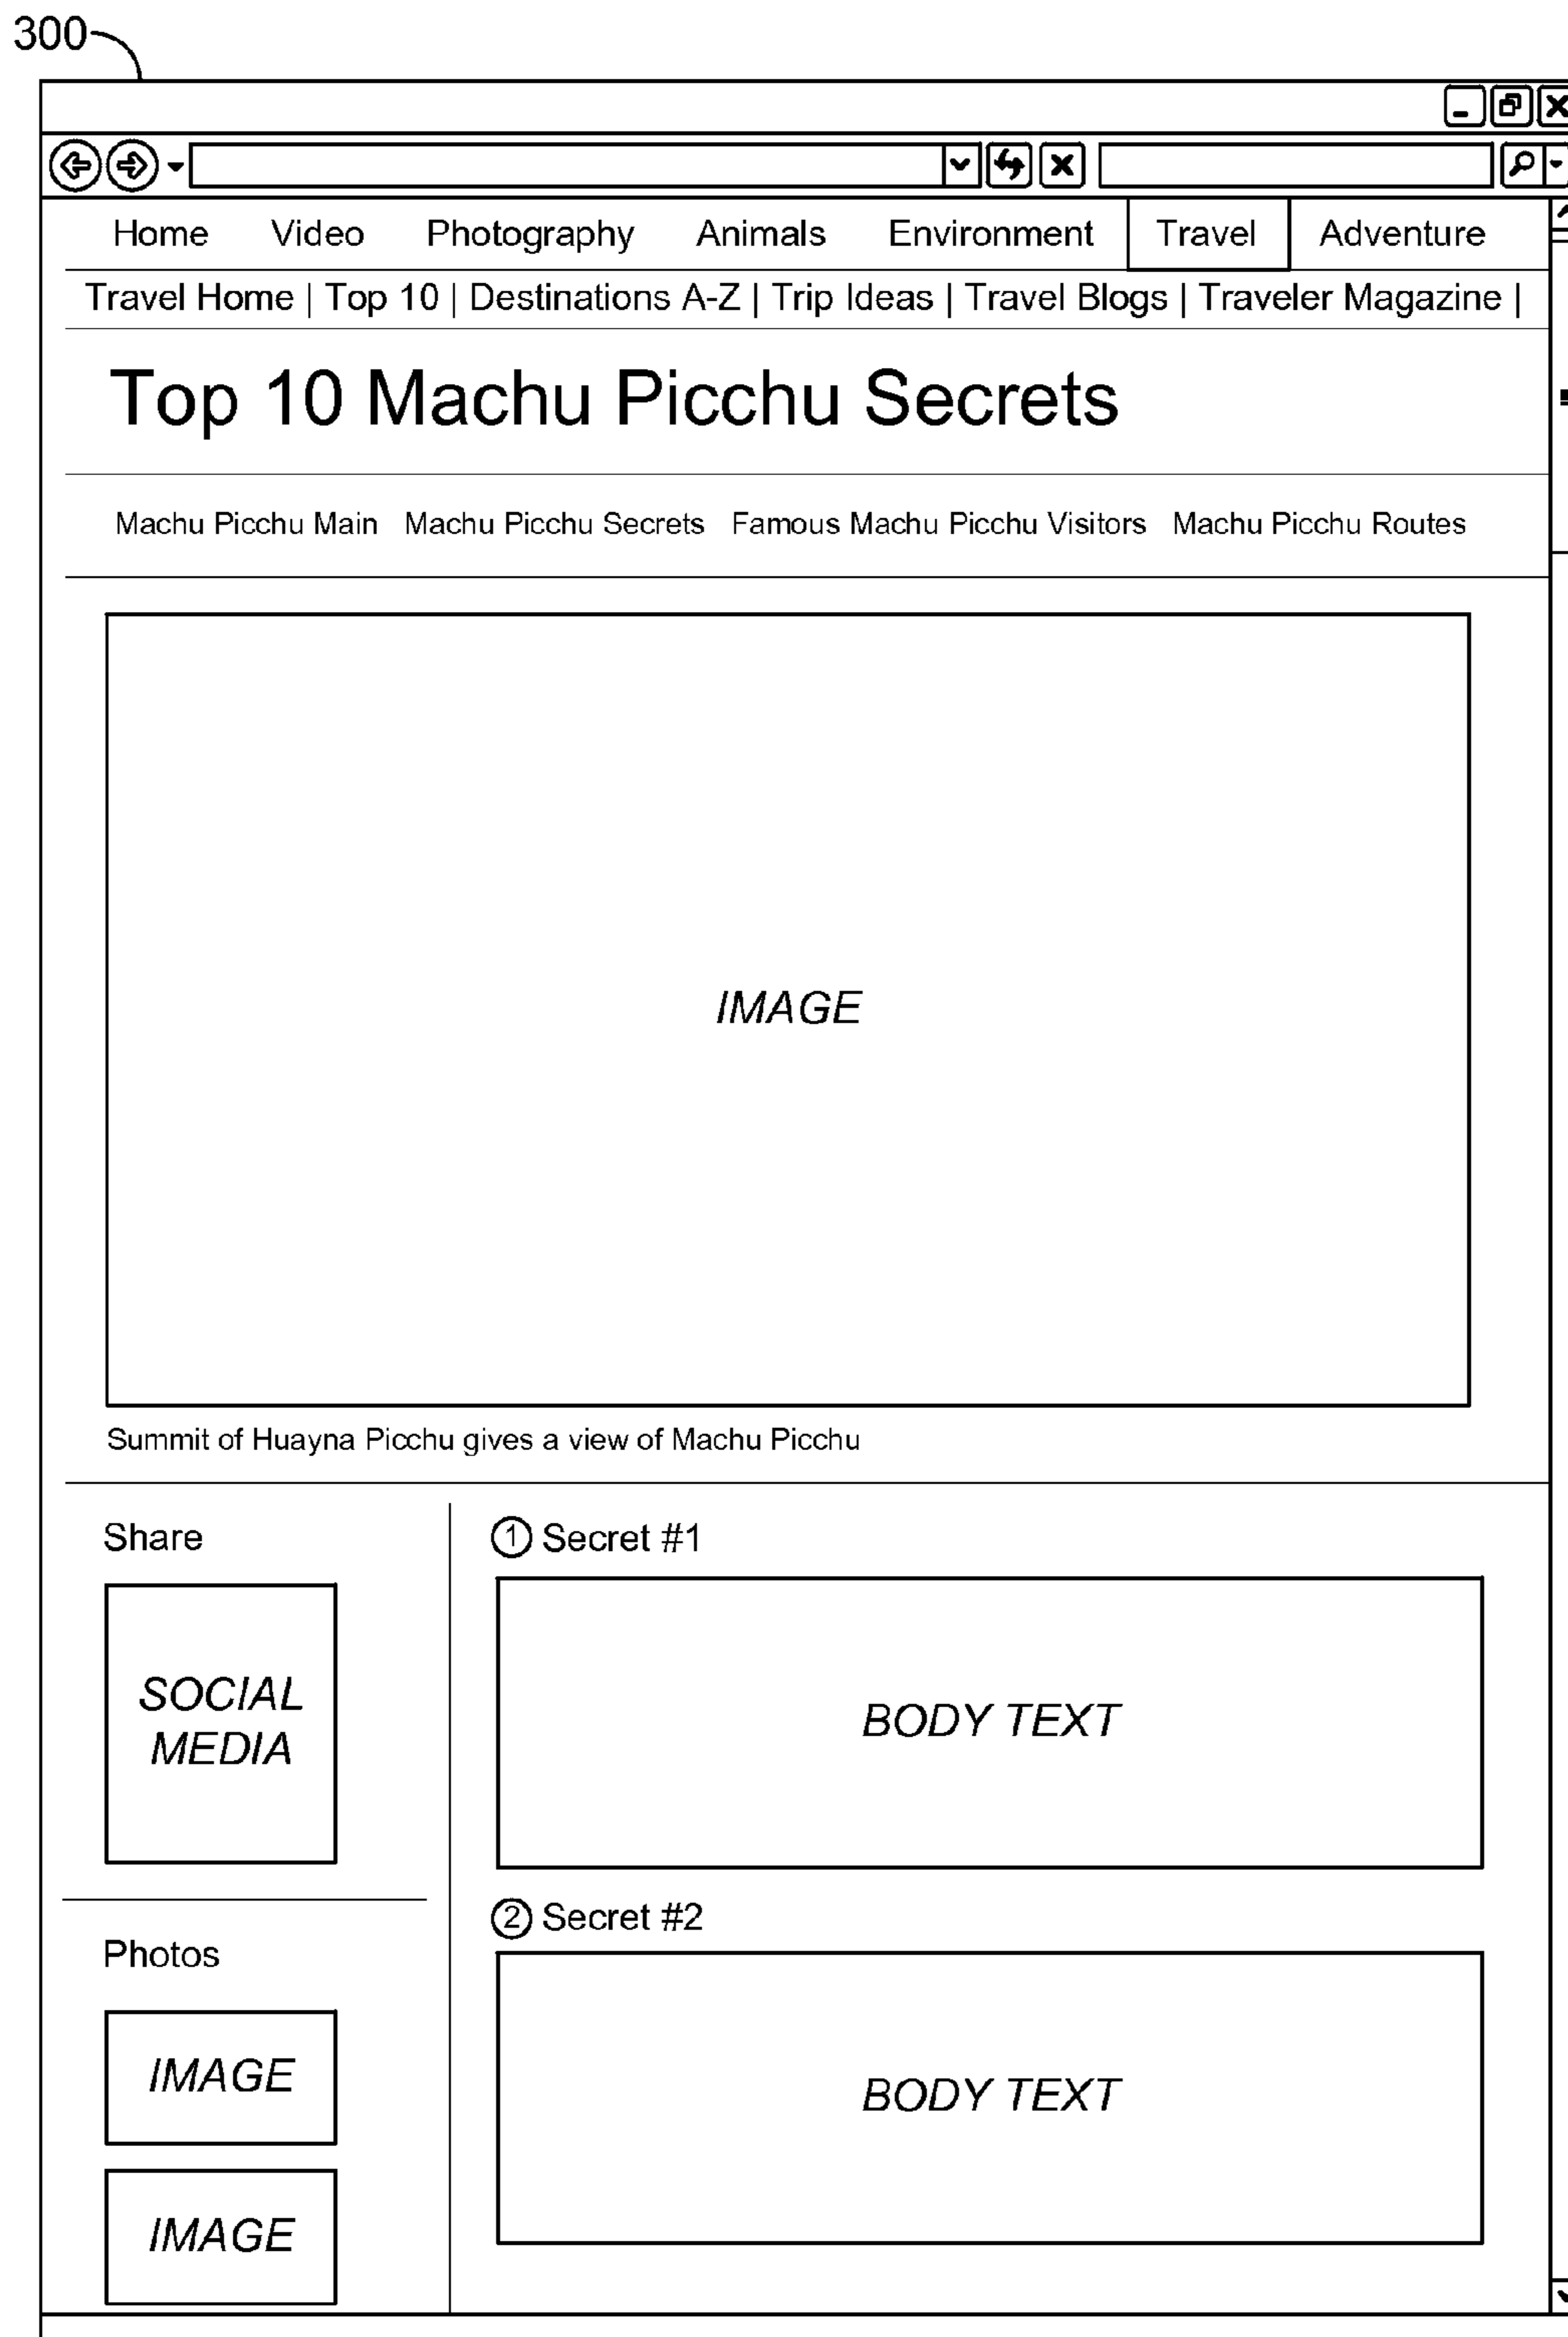 300
Home Video Photography Animals Environment Travel Adventure
Travel Home | Top 10 | Destinations A-Z | Trip Ideas | Travel Blogs | Traveler Magazine |
Top 10 Machu Picchu Secrets
Machu Picchu Main Machu Picchu Secrets Famous Machu Picchu Visitors Machu Picchu Routes
IMAGE
Summit of Huayna Picchu gives a view of Machu Picchu
Share
SOCIAL
MEDIA
Photos
IMAGE
IMAGE
① Secret #1
BODY TEXT
② Secret #2
BODY TEXT